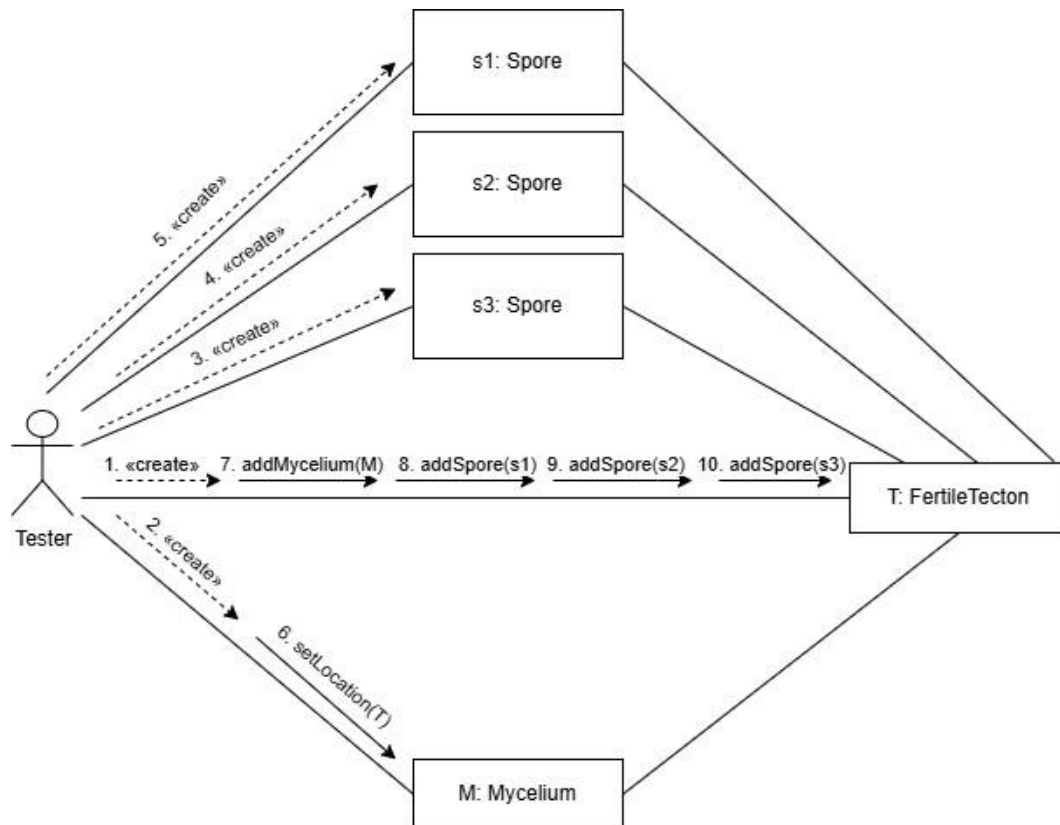 s1: Spore
s2: Spore
s3: Spore
5. «create»
4. «create»
3. «create»
1. «create»
7. addMycelium(M)
8. addSpore(s1)
9. addSpore(s2)
10. addSpore(s3)
T: FertileTecton
Tester
2. «create»
6. setLocation(T)
M: Mycelium